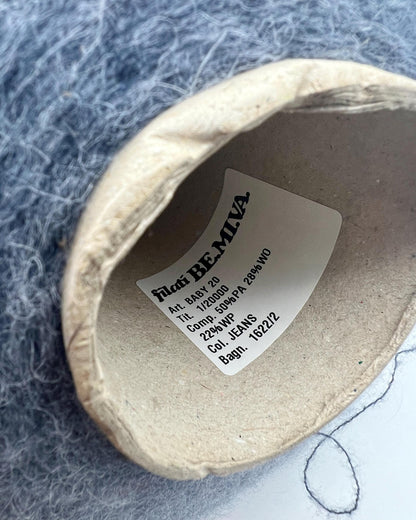 filati BE.MI.VA.
Art. BABY 20
Tit. 1/20000
Comp. 50%PA 28%WO
22%WP
Col. JEANS
Bagn. 1622/2